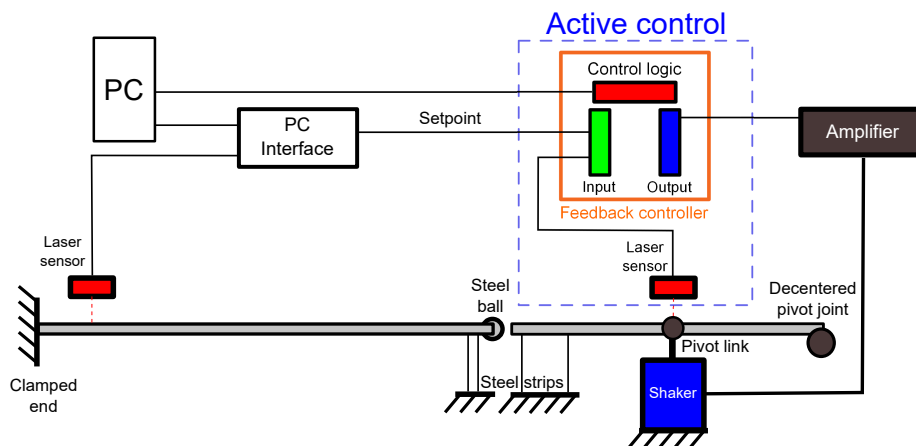 Active control
Control logic
PC
PC
Interface
Setpoint
Amplifier
Input
Output
Feedback controller
Laser
sensor
Laser
sensor
Steel
ball
Decentered
pivot joint
Pivot link
Clamped
end
Steel strips
Shaker